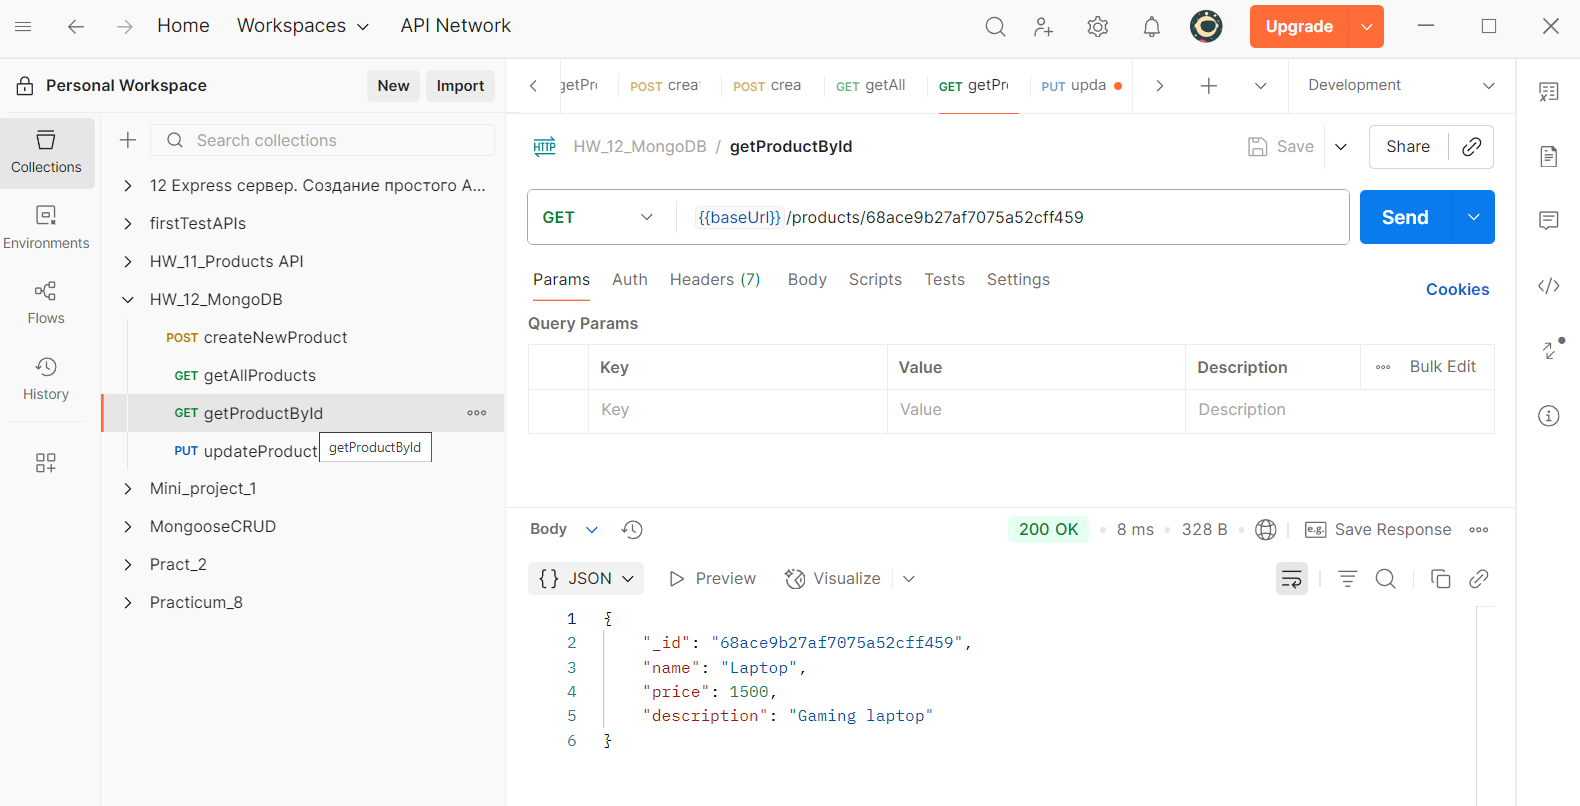 Home Workspaces API Network Upgrade
Personal Workspace New Import
getPr POST crea POST crea GET getAll GET getPr PUT upda Development
Collections
Environments
Flows
History
Search collections
12 Express сервер. Создание простого A...
firstTestAPIs
HW_11_Products API
HW_12_MongoDB
POST createNewProduct
GET getAllProducts
GET getProductById
PUT updateProduct
getProductById
Mini_project_1
MongooseCRUD
Pract_2
Practicum_8
HTTP HW_12_MongoDB / getProductById Save Share
GET {{baseUrl}} /products/68ace9b27af7075a52cff459 Send
Params Auth Headers (7) Body Scripts Tests Settings Cookies
Query Params
Key Value Description Bulk Edit
Key Value Description
Body 200 OK 8 ms 328 B e.g. Save Response
{} JSON Preview Visualize
1 {
2 "_id": "68ace9b27af7075a52cff459",
3 "name": "Laptop",
4 "price": 1500,
5 "description": "Gaming laptop"
6 }